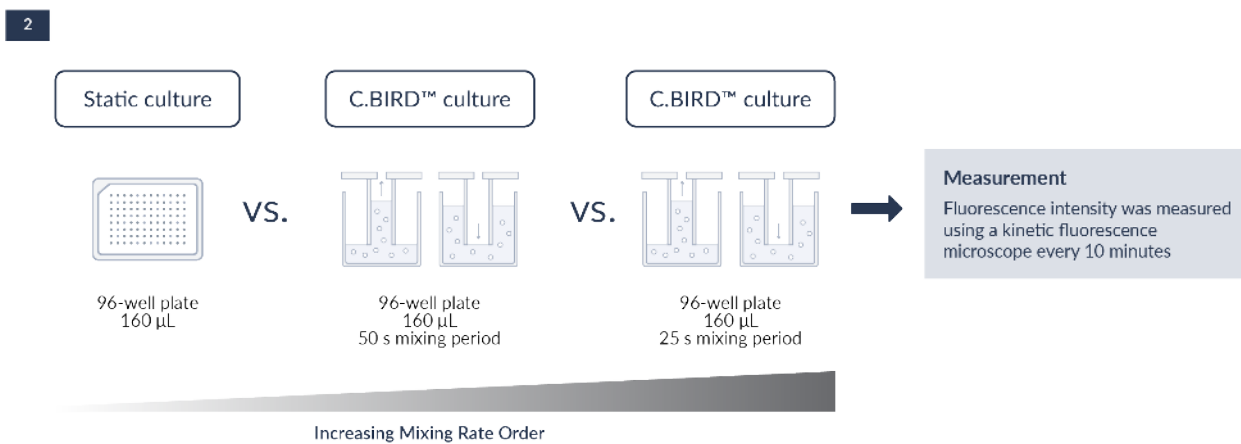 2
Static culture
C.BIRD™ culture
C.BIRD™ culture
VS.
VS.
Measurement
Fluorescence intensity was measured
using a kinetic fluorescence
microscope every 10 minutes
96-well plate
160 µL
96-well plate
160 µL
50 s mixing period
96-well plate
160 µL
25 s mixing period
Increasing Mixing Rate Order